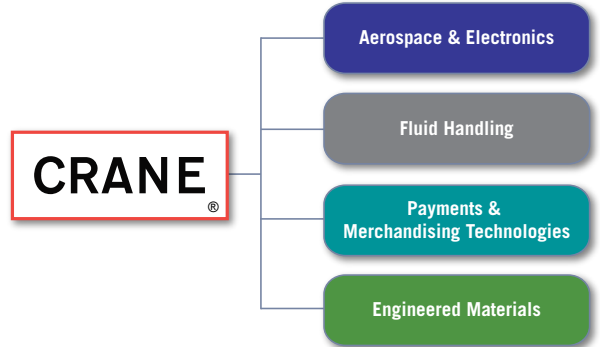 CRANE
®
Aerospace & Electronics
Fluid Handling
Payments &
Merchandising Technologies
Engineered Materials